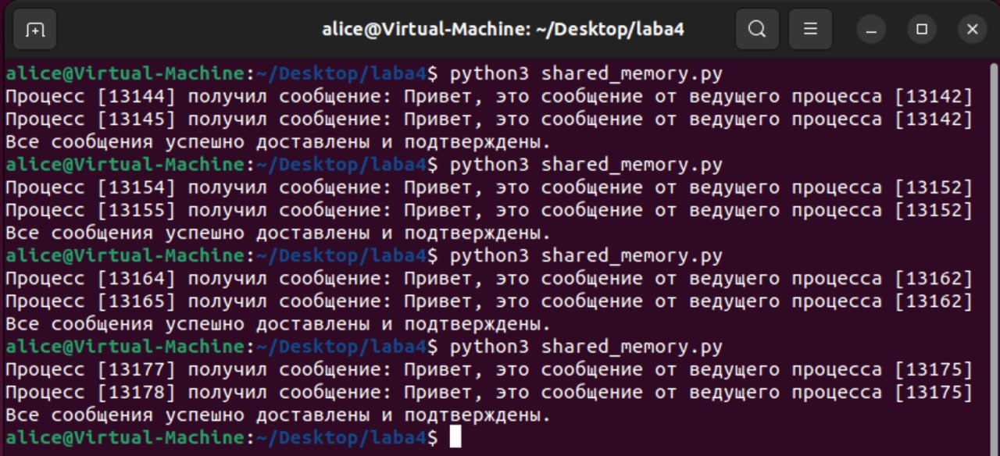 alice@Virtual-Machine: ~/Desktop/laba4
alice@Virtual-Machine:~/Desktop/laba4$ python3 shared_memory.py
Процесс [13144] получил сообщение: Привет, это сообщение от ведущего процесса [13142]
Процесс [13145] получил сообщение: Привет, это сообщение от ведущего процесса [13142]
Все сообщения успешно доставлены и подтверждены.
alice@Virtual-Machine:~/Desktop/laba4$ python3 shared_memory.py
Процесс [13154] получил сообщение: Привет, это сообщение от ведущего процесса [13152]
Процесс [13155] получил сообщение: Привет, это сообщение от ведущего процесса [13152]
Все сообщения успешно доставлены и подтверждены.
alice@Virtual-Machine:~/Desktop/laba4$ python3 shared_memory.py
Процесс [13164] получил сообщение: Привет, это сообщение от ведущего процесса [13162]
Процесс [13165] получил сообщение: Привет, это сообщение от ведущего процесса [13162]
Все сообщения успешно доставлены и подтверждены.
alice@Virtual-Machine:~/Desktop/laba4$ python3 shared_memory.py
Процесс [13177] получил сообщение: Привет, это сообщение от ведущего процесса [13175]
Процесс [13178] получил сообщение: Привет, это сообщение от ведущего процесса [13175]
Все сообщения успешно доставлены и подтверждены.
alice@Virtual-Machine:~/Desktop/laba4$